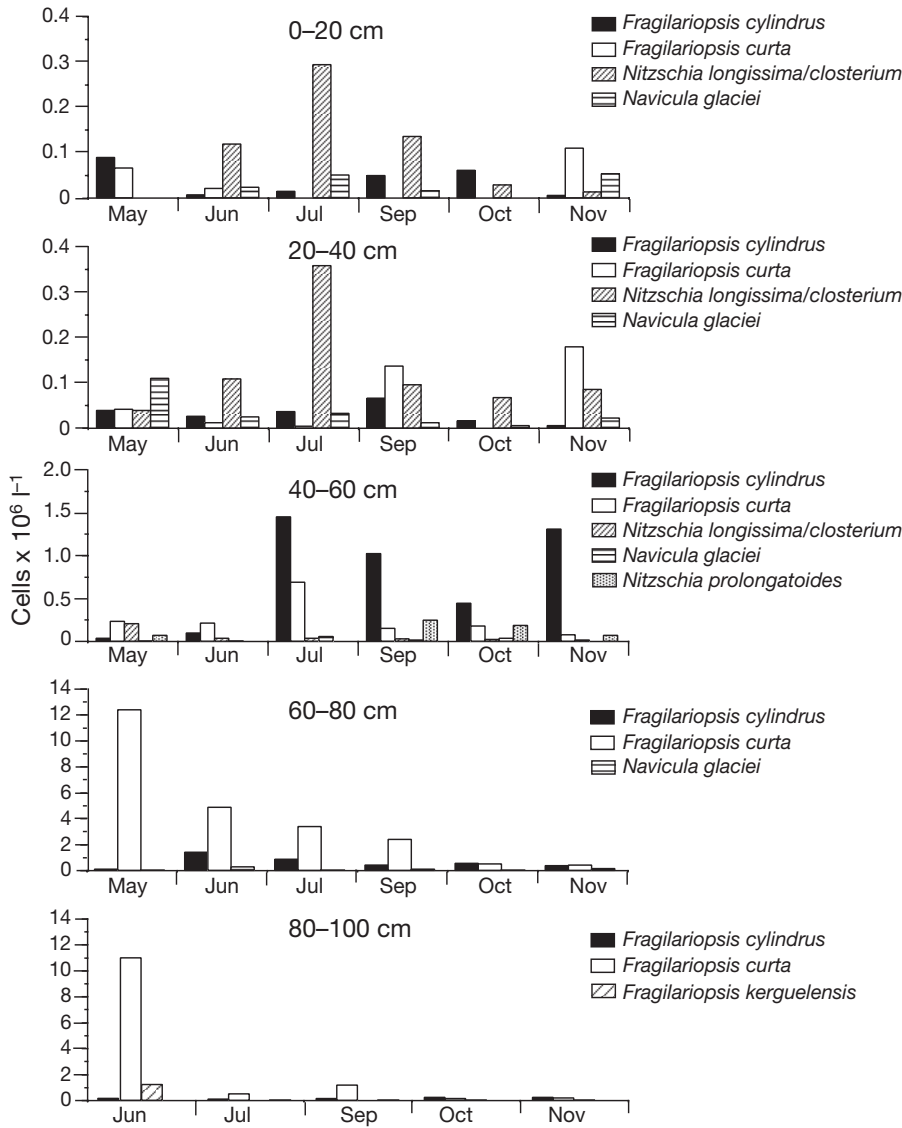 0–20 cm
0.4
0.3
0.2
0.1
0
May Jun Jul Sep Oct Nov
Fragilariopsis cylindrus
Fragilariopsis curta
Nitzschia longissima/closterium
Navicula glaciei
20–40 cm
0.4
0.3
0.2
0.1
0
May Jun Jul Sep Oct Nov
Fragilariopsis cylindrus
Fragilariopsis curta
Nitzschia longissima/closterium
Navicula glaciei
Cells x 10⁶ l⁻¹
40–60 cm
2.0
1.5
1.0
0.5
0
May Jun Jul Sep Oct Nov
Fragilariopsis cylindrus
Fragilariopsis curta
Nitzschia longissima/closterium
Navicula glaciei
Nitzschia prolongatoides
60–80 cm
14
12
10
8
6
4
2
0
May Jun Jul Sep Oct Nov
Fragilariopsis cylindrus
Fragilariopsis curta
Navicula glaciei
80–100 cm
14
12
10
8
6
4
2
0
Jun Jul Sep Oct Nov
Fragilariopsis cylindrus
Fragilariopsis curta
Fragilariopsis kerguelensis